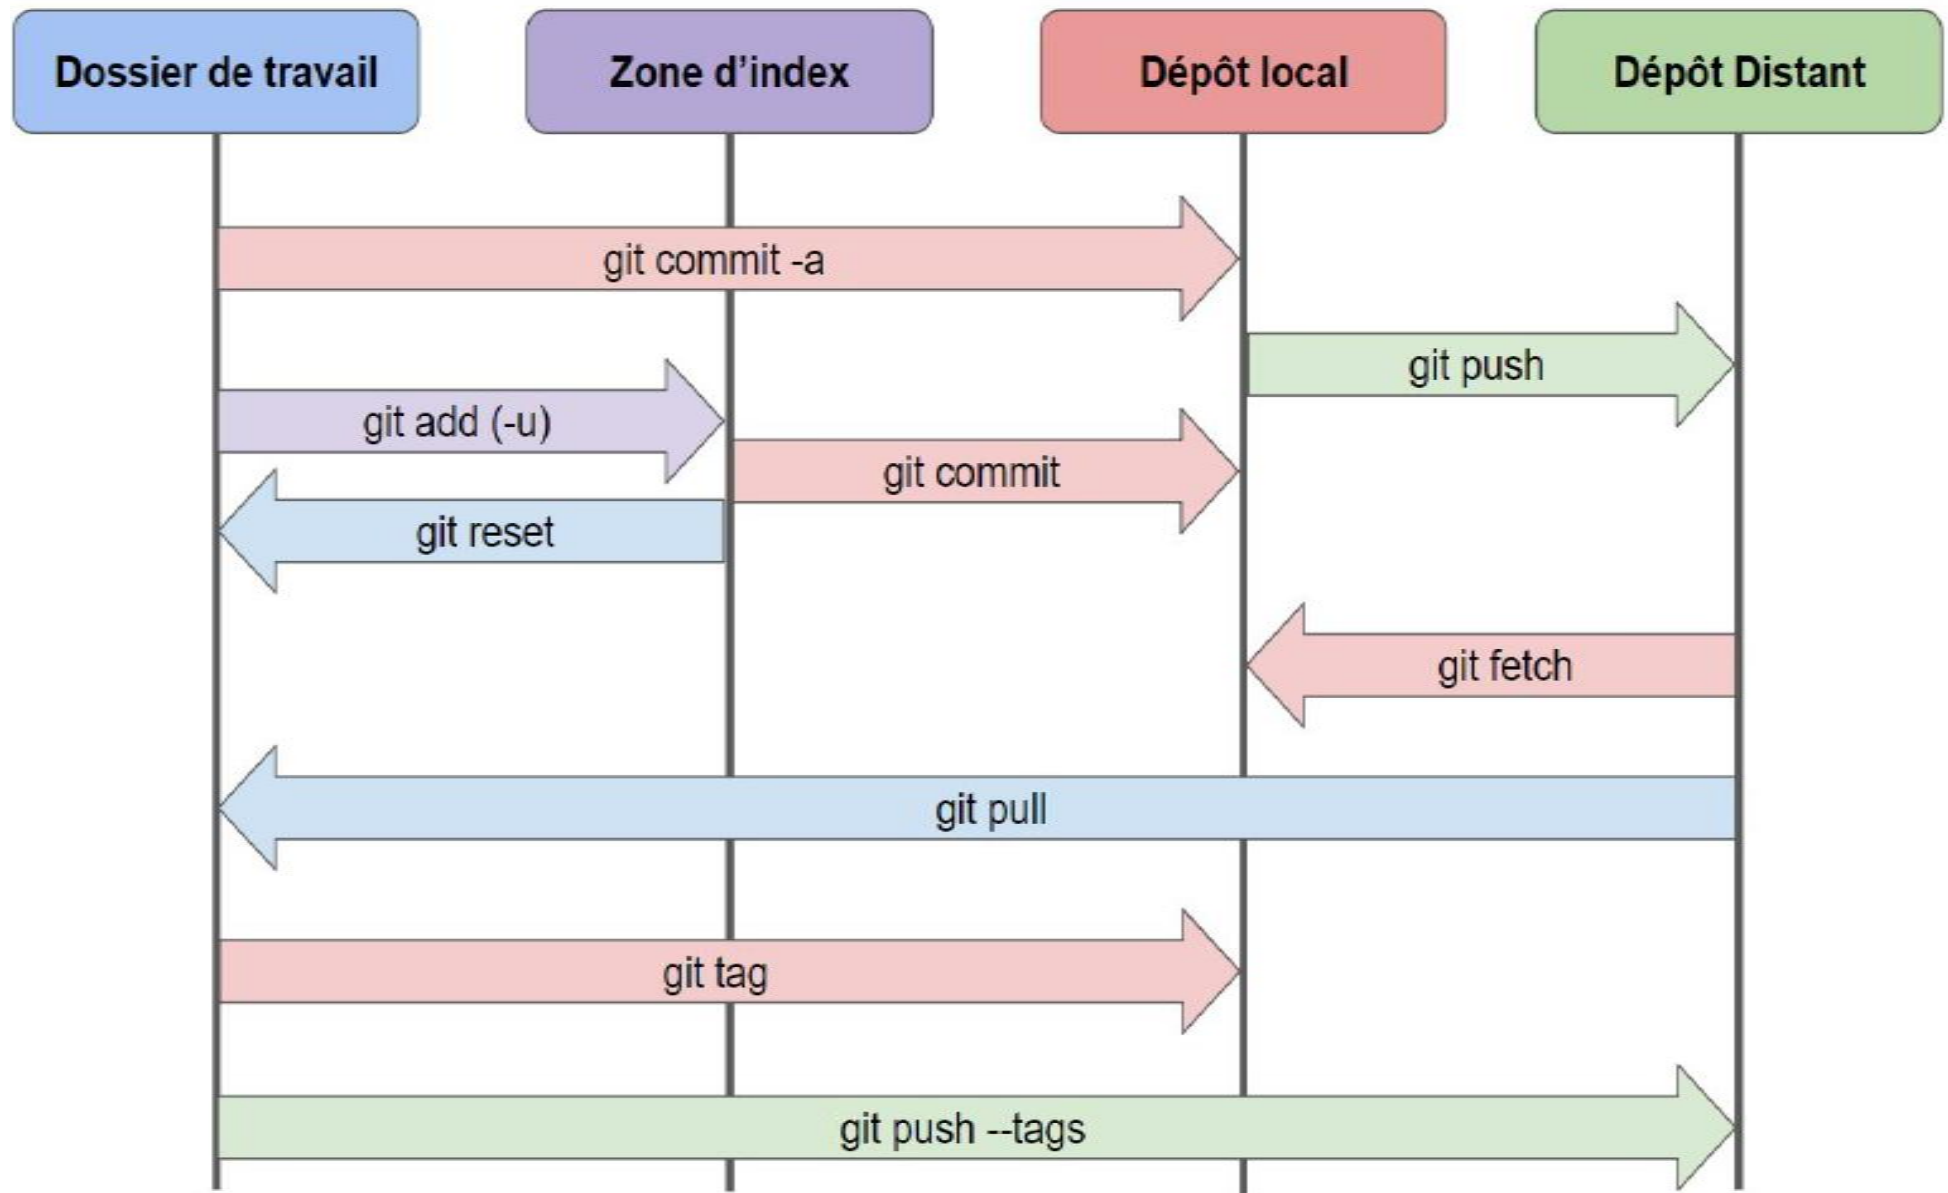 Dossier de travail
Zone d’index
Dépôt local
Dépôt Distant
git commit -a
git push
git add (-u)
git commit
git reset
git fetch
git pull
git tag
git push --tags